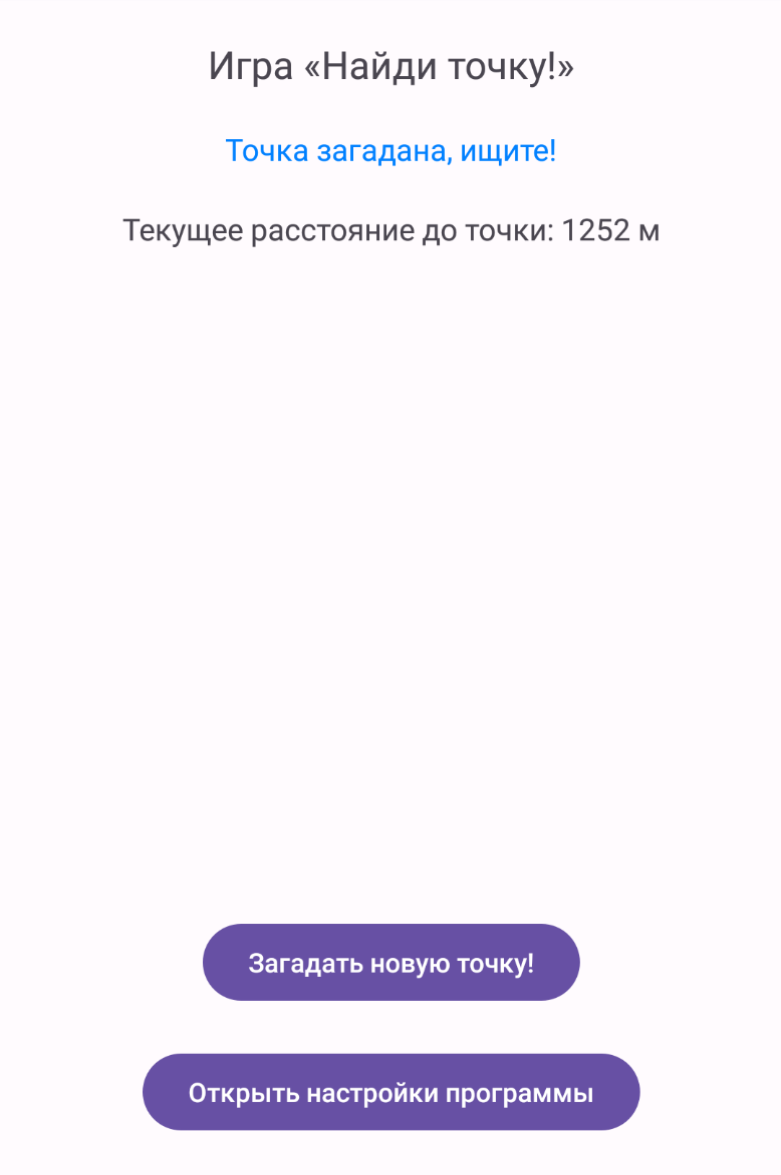 Игра «Найди точку!»
Точка загадана, ищите!
Текущее расстояние до точки: 1252 м
Загадать новую точку!
Открыть настройки программы